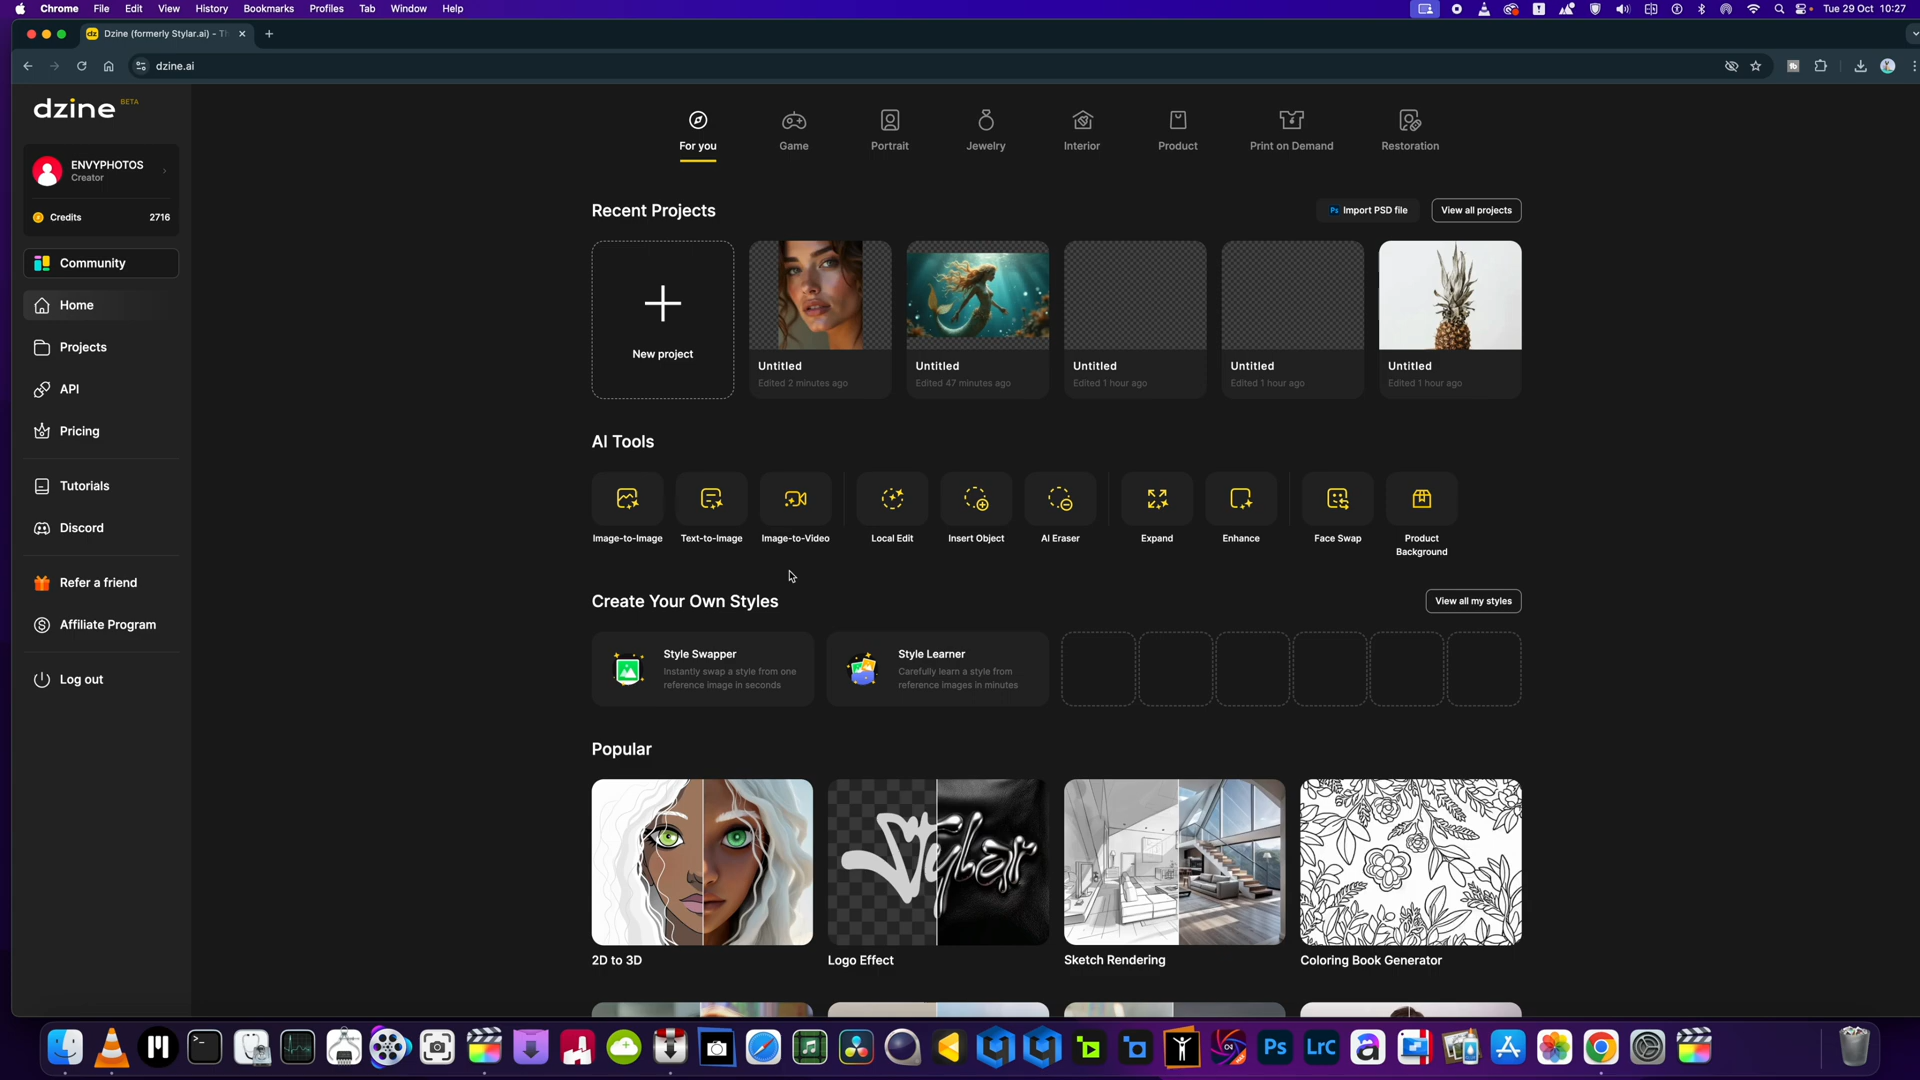 Chrome File Edit View History Bookmarks Profiles Tab Window Help
Tue 29 Oct 10:27
Dzine (formerly Stylar.ai) - Th
dzine.ai
dzine BETA
ENVYPHOTOS
Creator
Credits 2716
Community
Home
Projects
API
Pricing
Tutorials
Discord
Refer a friend
Affiliate Program
Log out
For you
Game
Portrait
Jewelry
Interior
Product
Print on Demand
Restoration
Recent Projects
Ps Import PSD file
View all projects
New project
Untitled
Edited 2 minutes ago
Untitled
Edited 47 minutes ago
Untitled
Edited 1 hour ago
Untitled
Edited 1 hour ago
Untitled
Edited 1 hour ago
AI Tools
Image-to-Image
Text-to-Image
Image-to-Video
Local Edit
Insert Object
AI Eraser
Expand
Enhance
Face Swap
Product
Background
Create Your Own Styles
View all my styles
Style Swapper
Instantly swap a style from one
reference image in seconds
Style Learner
Carefully learn a style from
reference images in minutes
Popular
Stylar
2D to 3D
Logo Effect
Sketch Rendering
Coloring Book Generator
Ps
LrC